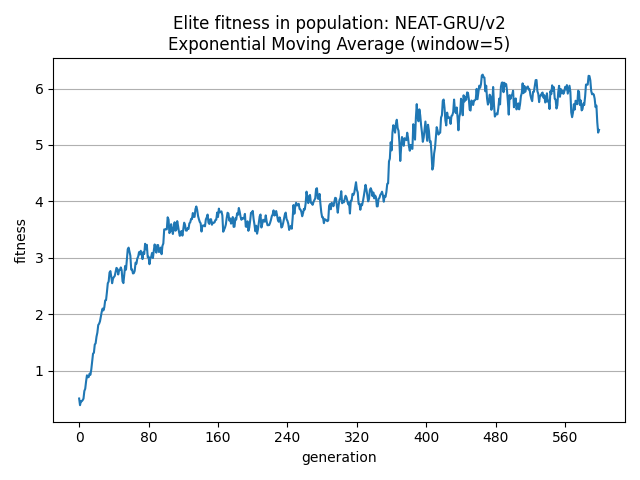 Elite fitness in population: NEAT-GRU/v2
Exponential Moving Average (window=5)
fitness
6
5
4
3
2
1
0 80 160 240 320 400 480 560
generation